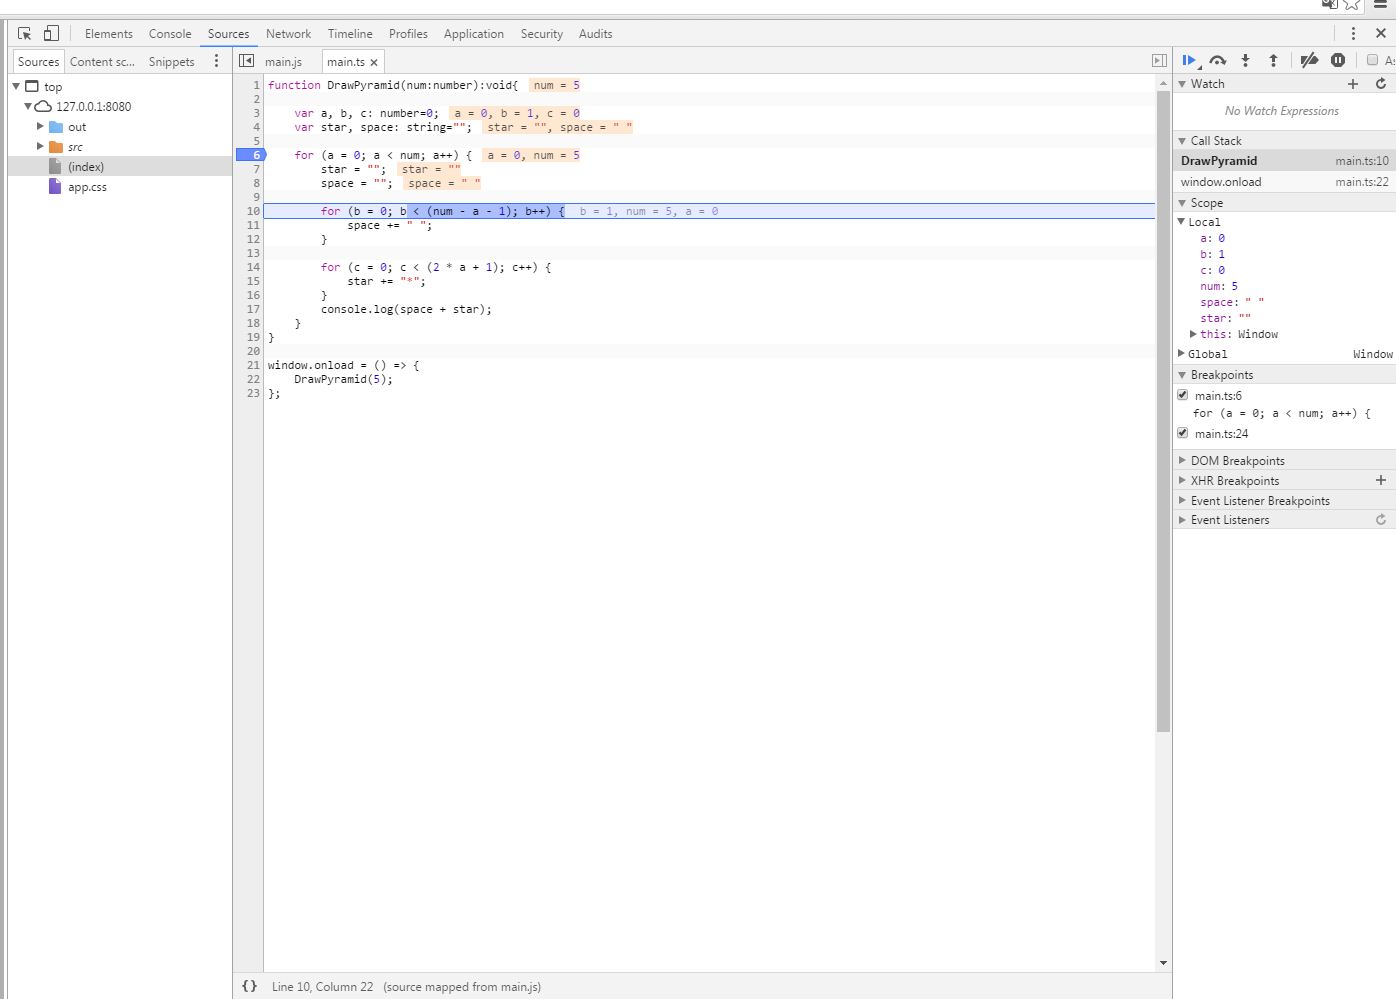 Elements Console Sources Network Timeline Profiles Application Security Audits
Sources Content sc... Snippets
main.js main.ts
As
top
127.0.0.1:8080
out
src
(index)
app.css
1 function DrawPyramid(num:number):void{ num = 5
2
3 var a, b, c: number=0; a = 0, b = 1, c = 0
4 var star, space: string=""; star = "", space = " "
5
6 for (a = 0; a < num; a++) { a = 0, num = 5
7 star = ""; star = ""
8 space = ""; space = " "
9
10 for (b = 0; b < (num - a - 1); b++) { b = 1, num = 5, a = 0
11 space += " ";
12 }
13
14 for (c = 0; c < (2 * a + 1); c++) {
15 star += "*";
16 }
17 console.log(space + star);
18 }
19 }
20
21 window.onload = () => {
22 DrawPyramid(5);
23 };
{} Line 10, Column 22 (source mapped from main.js)
Watch
No Watch Expressions
Call Stack
DrawPyramid main.ts:10
window.onload main.ts:22
Scope
Local
a: 0
b: 1
c: 0
num: 5
space: " "
star: ""
this: Window
Global Window
Breakpoints
main.ts:6
for (a = 0; a < num; a++) {
main.ts:24
DOM Breakpoints
XHR Breakpoints
Event Listener Breakpoints
Event Listeners